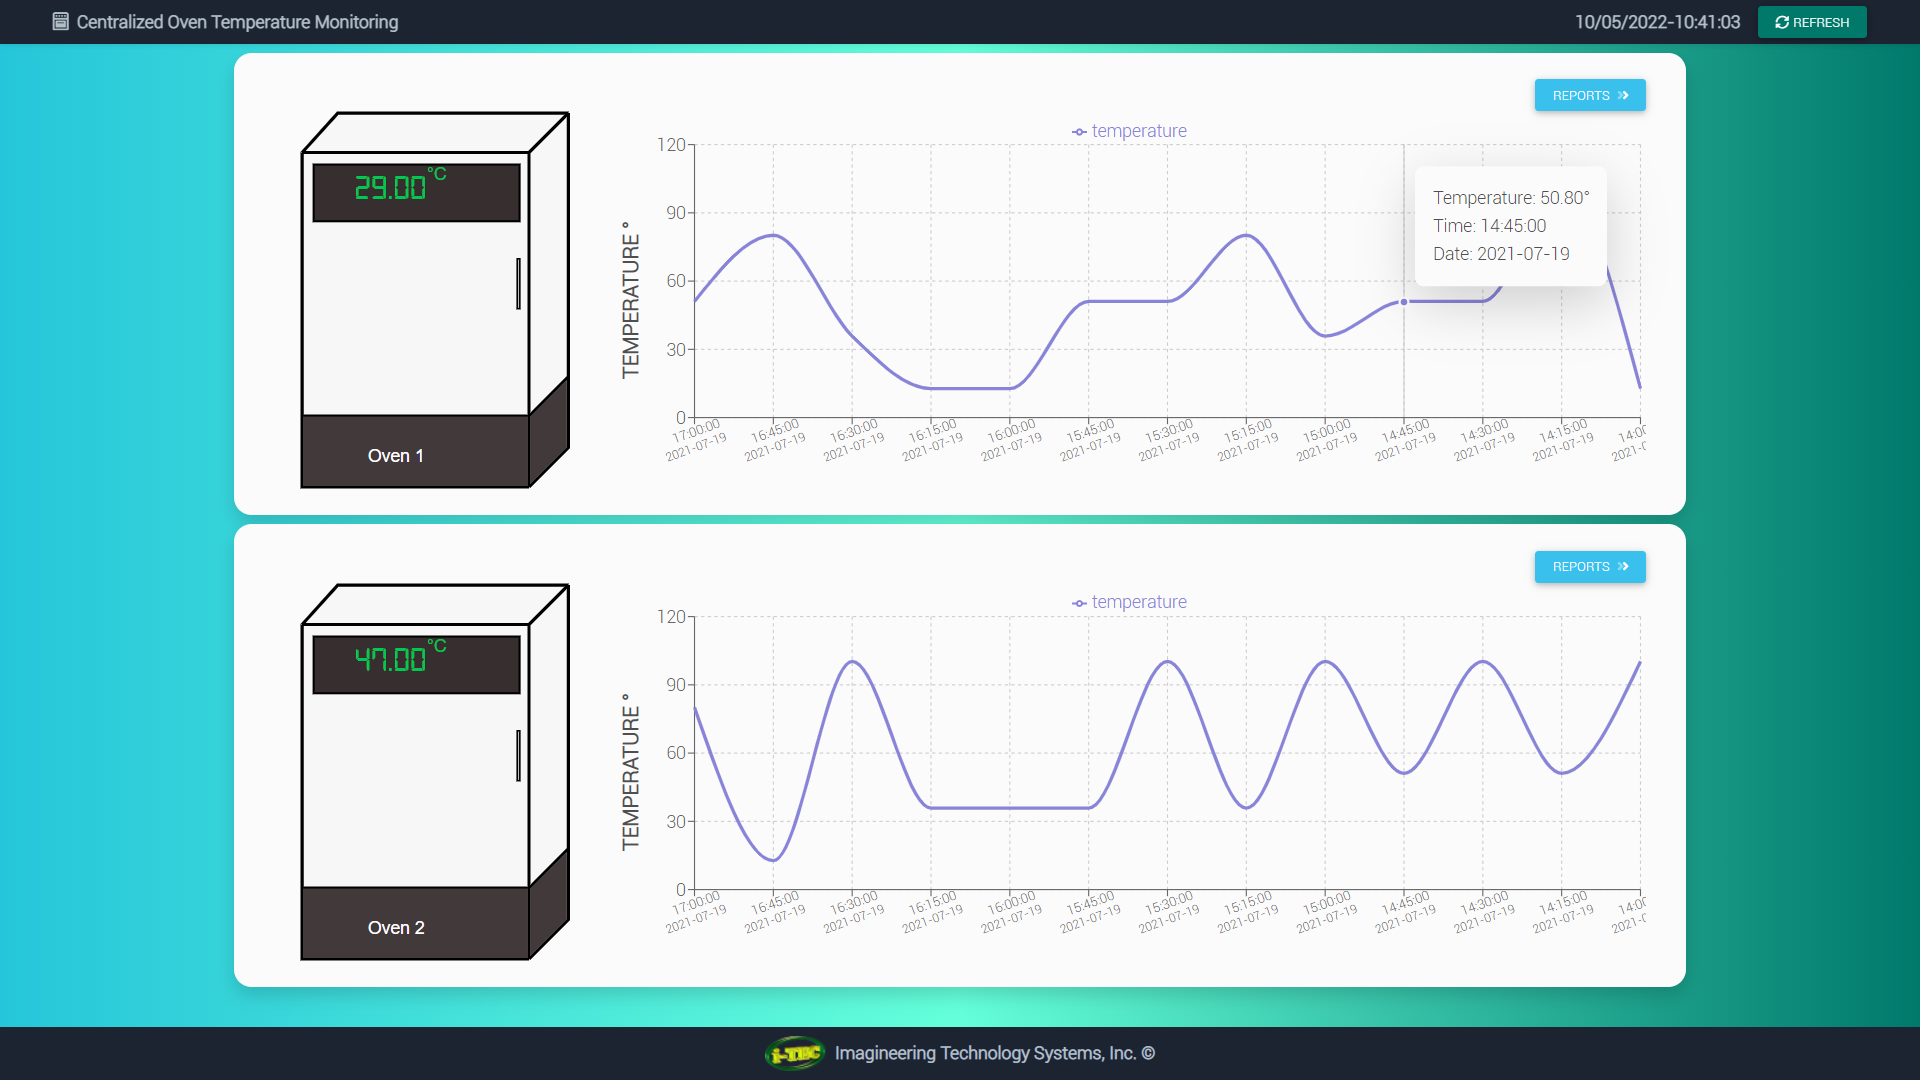 Centralized Oven Temperature Monitoring
10/05/2022-10:41:03
REFRESH
REPORTS
29.00°C
Oven 1
temperature
TEMPERATURE °
120
90
60
30
0
Temperature: 50.80°
Time: 14:45:00
Date: 2021-07-19
17:00:00 2021-07-19
16:45:00 2021-07-19
16:30:00 2021-07-19
16:15:00 2021-07-19
16:00:00 2021-07-19
15:45:00 2021-07-19
15:30:00 2021-07-19
15:15:00 2021-07-19
15:00:00 2021-07-19
14:45:00 2021-07-19
14:30:00 2021-07-19
14:15:00 2021-07-19
REPORTS
47.00°C
Oven 2
temperature
TEMPERATURE °
120
90
60
30
0
17:00:00 2021-07-19
16:45:00 2021-07-19
16:30:00 2021-07-19
16:15:00 2021-07-19
16:00:00 2021-07-19
15:45:00 2021-07-19
15:30:00 2021-07-19
15:15:00 2021-07-19
15:00:00 2021-07-19
14:45:00 2021-07-19
14:30:00 2021-07-19
14:15:00 2021-07-19
i-TEC
Imagineering Technology Systems, Inc. ©